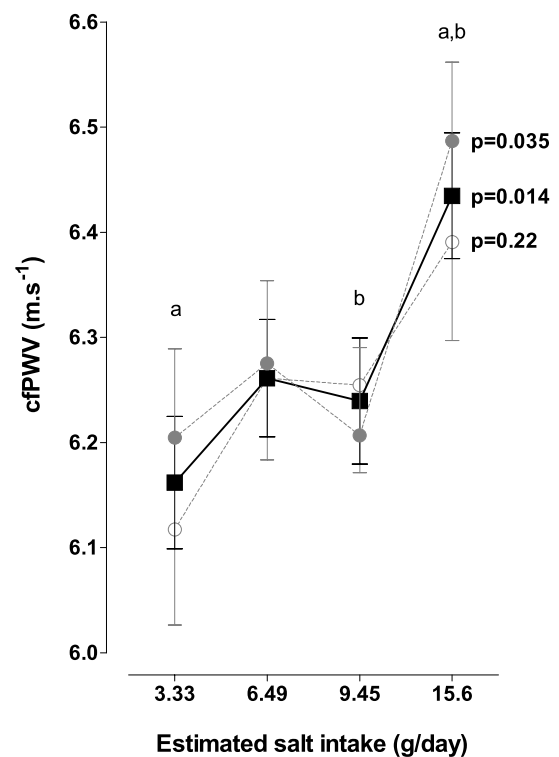 6.6
a,b
6.5
p=0.035
p=0.014
6.4
p=0.22
cfPWV (m.s-1)
a
b
6.3
6.2
6.1
6.0
3.33 6.49 9.45 15.6
Estimated salt intake (g/day)